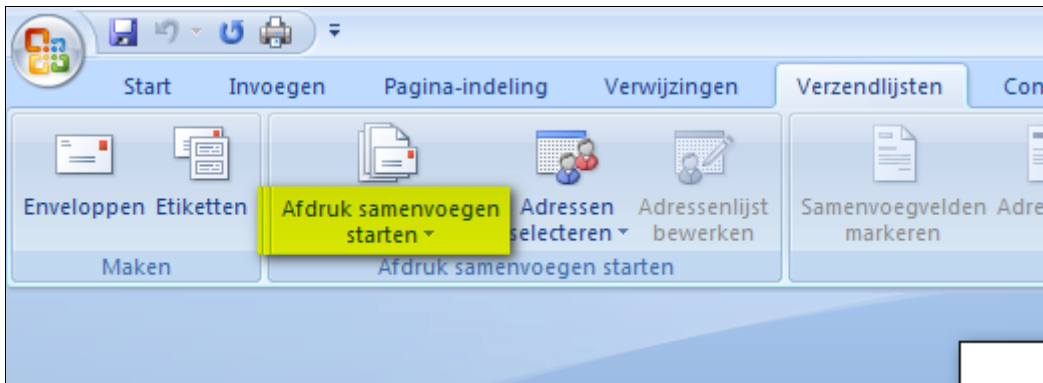 Start Invoegen Pagina-indeling Verwijzingen Verzendlijsten Con
Enveloppen Etiketten Afdruk samenvoegen Adressen Adressenlijst Samenvoegvelden Adre
starten selecteren bewerken markeren
Maken Afdruk samenvoegen starten